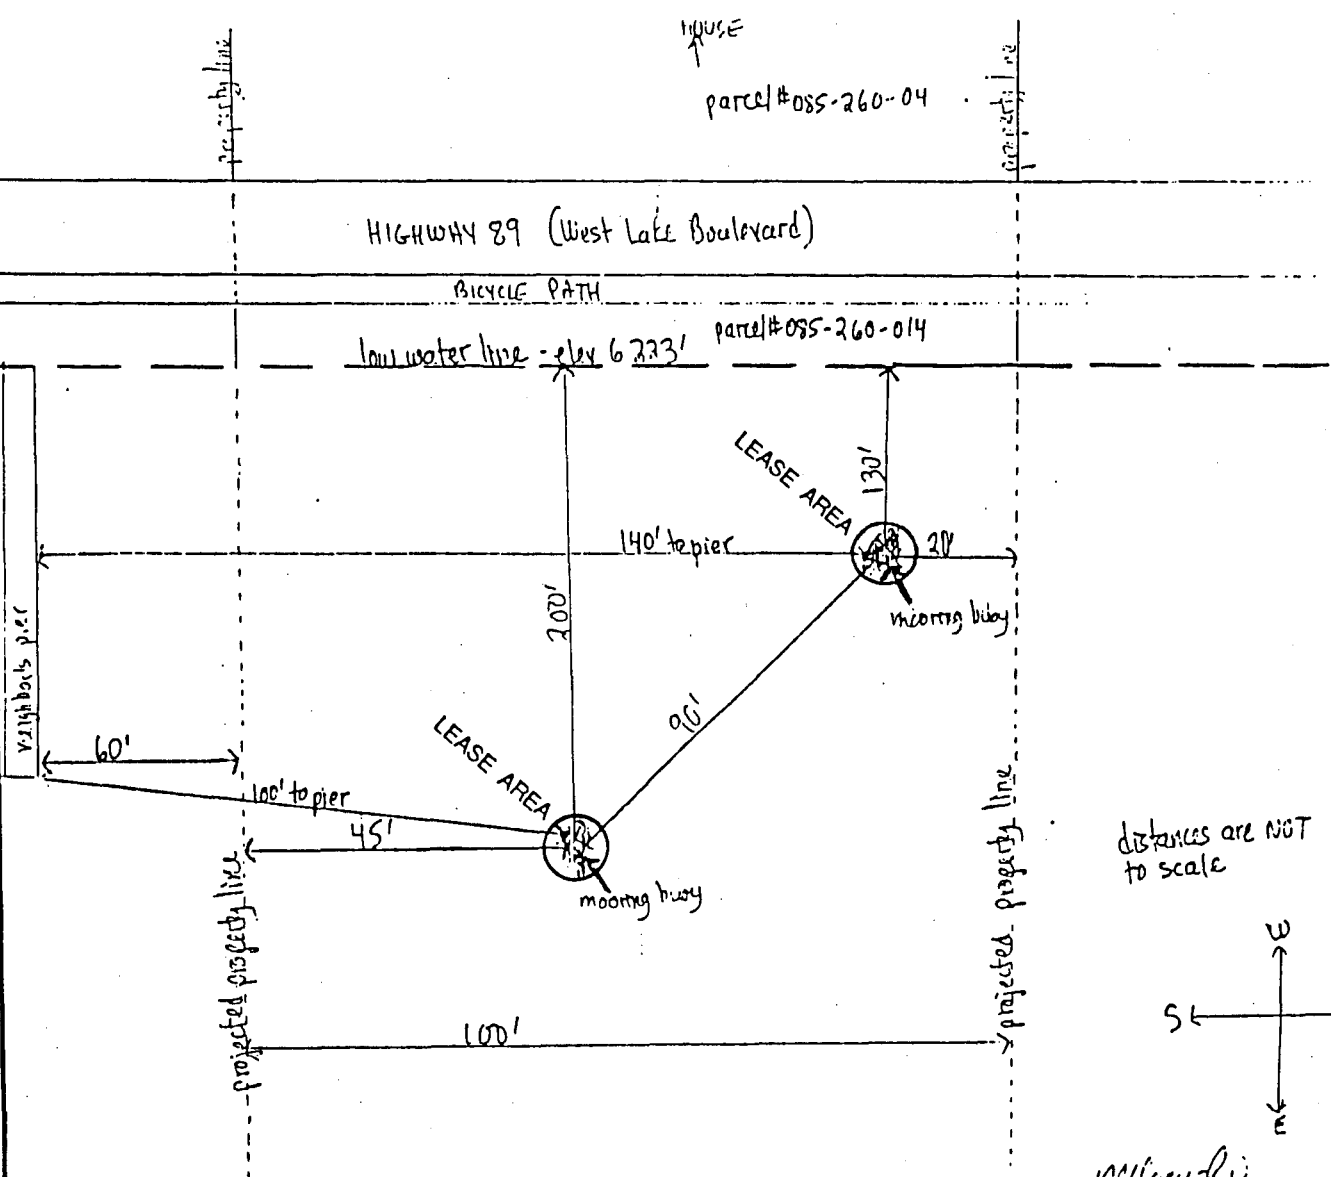 HOUSE
property line
property line
parcel# 085-260-04
HIGHWAY 89 (West Lake Boulevard)
BICYCLE PATH
parcel# 085-260-014
low water line - elev 6223'
LEASE AREA
130'
140' to pier
20'
mooring buoy
200'
neighbors pier
90'
60'
LEASE AREA
100' to pier
45'
mooring buoy
projected property line
projected property line
distances are NOT
to scale
100'
S
E